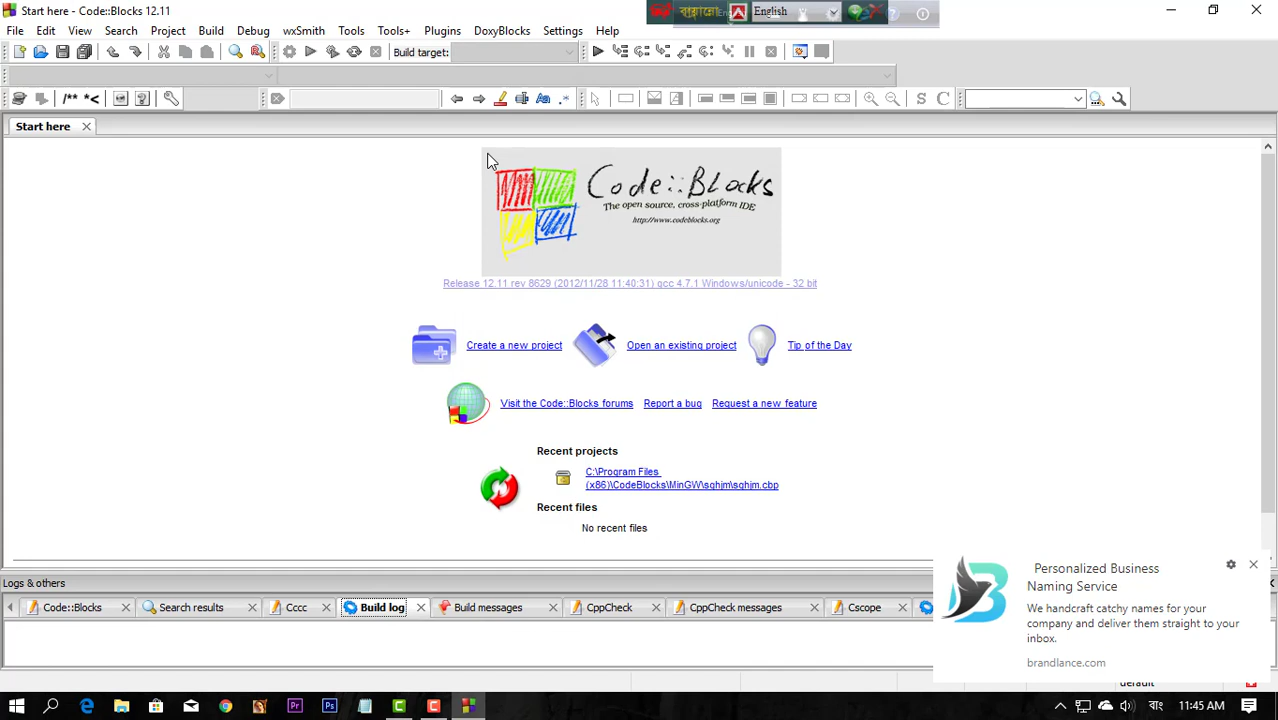 Start here - Code::Blocks 12.11
English
File Edit View Search Project Build Debug wxSmith Tools Tools+ Plugins DoxyBlocks Settings Help
Build target:
/** *<
S C
Start here
Code::Blocks
The open source, cross-platform IDE
http://www.codeblocks.org
Release 12.11 rev 8629 (2012/11/28 11:40:31) gcc 4.7.1 Windows/unicode - 32 bit
Create a new project Open an existing project Tip of the Day
Visit the Code::Blocks forums Report a bug Request a new feature
Recent projects
C:\Program Files
(x86)\CodeBlocks\MinGW\sghjm\sghjm.cbp
Recent files
No recent files
Logs & others
Code::Blocks Search results Cccc Build log Build messages CppCheck CppCheck messages Cscope
Personalized Business
Naming Service
We handcraft catchy names for your
company and deliver them straight to your
inbox.
brandlance.com
default
Pr Ps C C বাং 11:45 AM